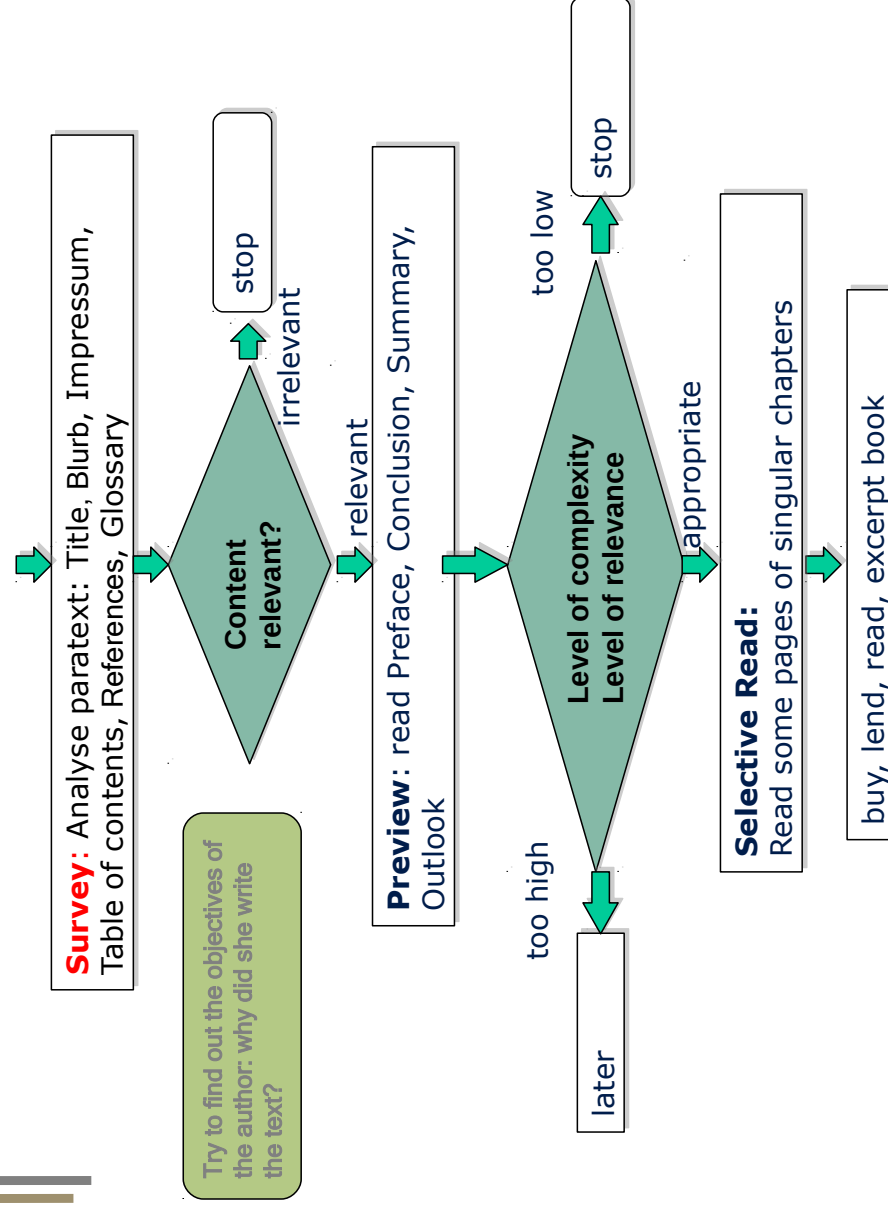 Survey: Analyse paratext: Title, Blurb, Impressum,
Table of contents, References, Glossary
Try to find out the objectives of
the author: why did she write
the text?
Content
relevant?
irrelevant
stop
relevant
Preview: read Preface, Conclusion, Summary,
Outlook
too high
later
Level of complexity
Level of relevance
too low
stop
appropriate
Selective Read:
Read some pages of singular chapters
buy, lend, read, excerpt book